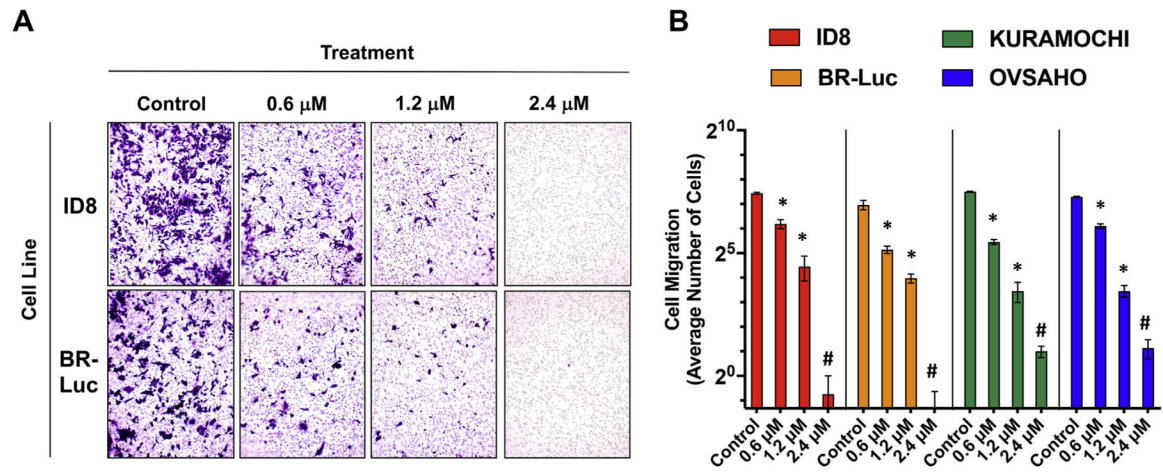 A
Treatment
Control 0.6 μM 1.2 μM 2.4 μM
Cell Line
ID8
BR-
Luc
B
ID8 KURAMOCHI
BR-Luc OVSAHO
Cell Migration
(Average Number of Cells)
2^10
2^5
2^0
* * #
* * #
* * #
* * #
Control 0.6 μM 1.2 μM 2.4 μM Control 0.6 μM 1.2 μM 2.4 μM Control 0.6 μM 1.2 μM 2.4 μM Control 0.6 μM 1.2 μM 2.4 μM